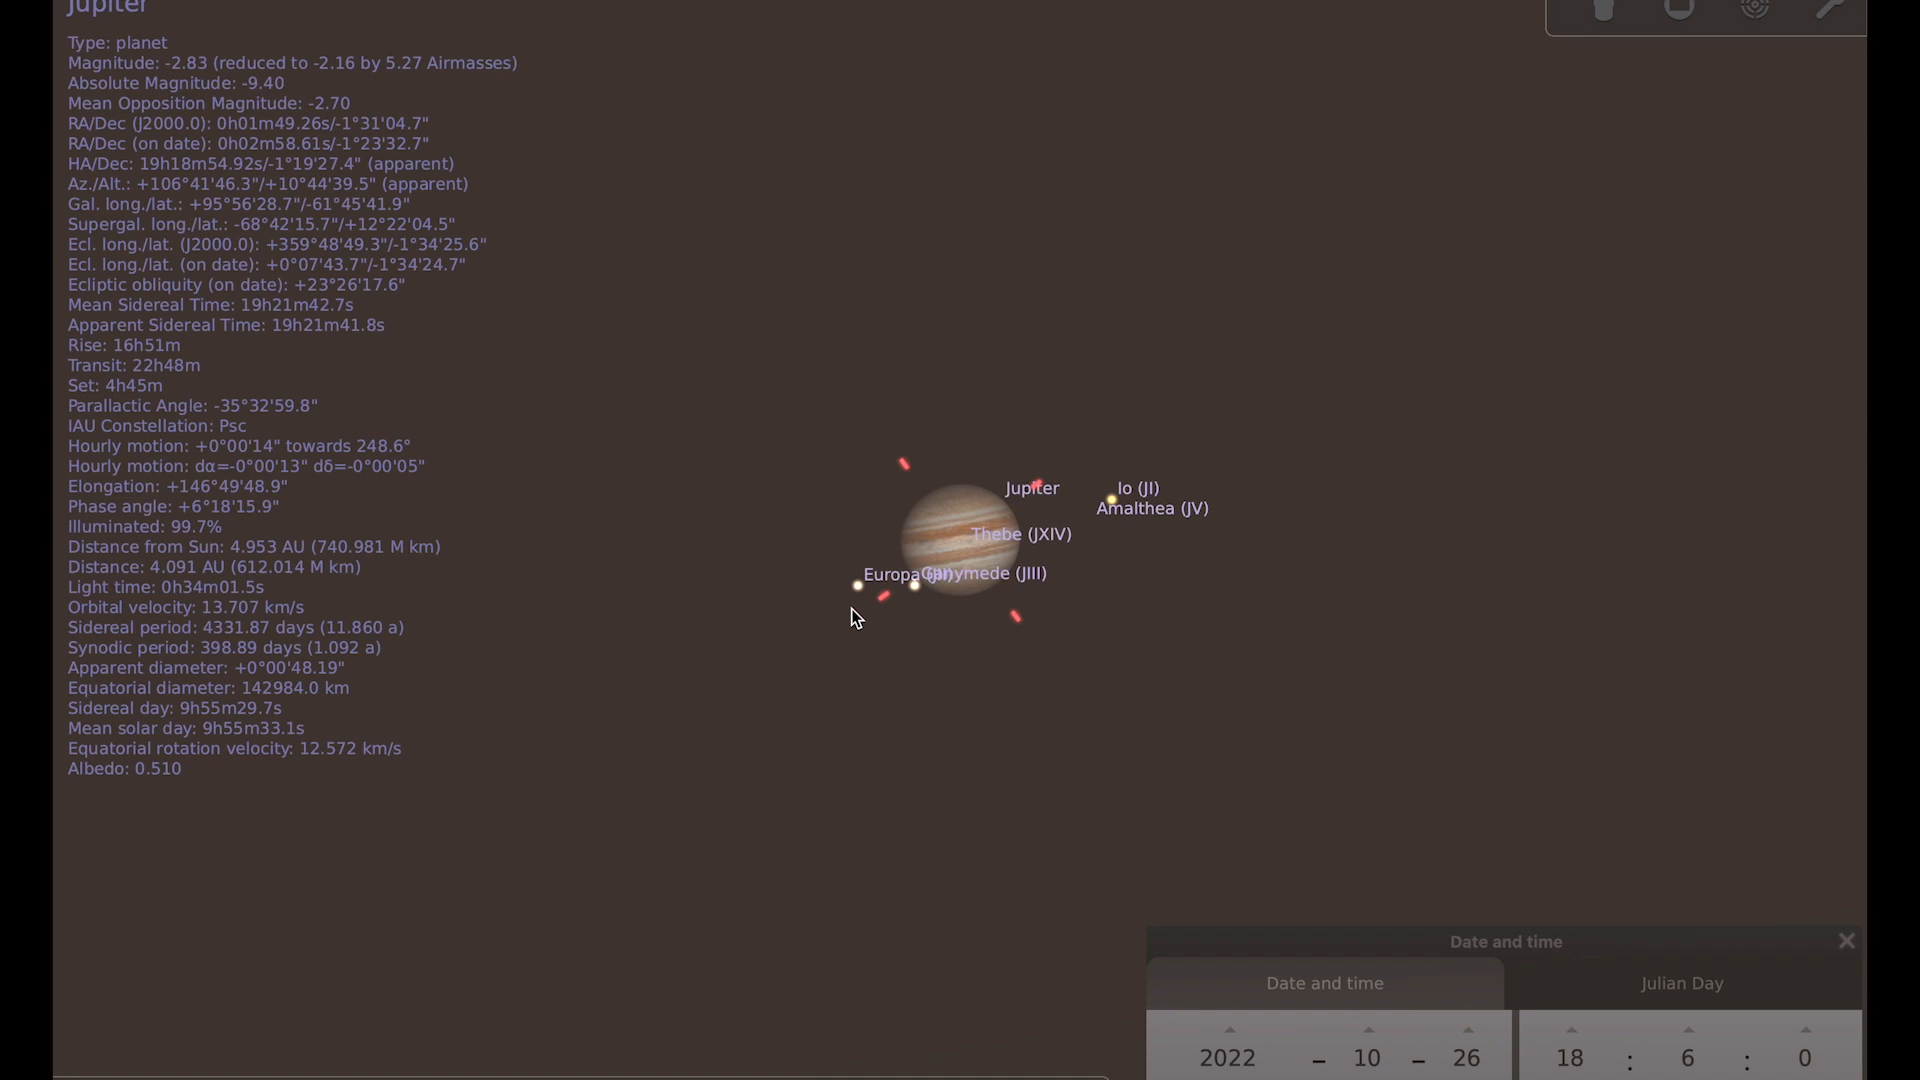 Jupiter
Type: planet
Magnitude: -2.83 (reduced to -2.16 by 5.27 Airmasses)
Absolute Magnitude: -9.40
Mean Opposition Magnitude: -2.70
RA/Dec (J2000.0): 0h01m49.26s/-1°31'04.7"
RA/Dec (on date): 0h02m58.61s/-1°23'32.7"
HA/Dec: 19h18m54.92s/-1°19'27.4" (apparent)
Az./Alt.: +106°41'46.3"/+10°44'39.5" (apparent)
Gal. long./lat.: +95°56'28.7"/-61°45'41.9"
Supergal. long./lat.: -68°42'15.7"/+12°22'04.5"
Ecl. long./lat. (J2000.0): +359°48'49.3"/-1°34'25.6"
Ecl. long./lat. (on date): +0°07'43.7"/-1°34'24.7"
Ecliptic obliquity (on date): +23°26'17.6"
Mean Sidereal Time: 19h21m42.7s
Apparent Sidereal Time: 19h21m41.8s
Rise: 16h51m
Transit: 22h48m
Set: 4h45m
Parallactic Angle: -35°32'59.8"
IAU Constellation: Psc
Hourly motion: +0°00'14" towards 248.6°
Hourly motion: dα=-0°00'13" dδ=-0°00'05"
Elongation: +146°49'48.9"
Phase angle: +6°18'15.9"
Illuminated: 99.7%
Distance from Sun: 4.953 AU (740.981 M km)
Distance: 4.091 AU (612.014 M km)
Light time: 0h34m01.5s
Orbital velocity: 13.707 km/s
Sidereal period: 4331.87 days (11.860 a)
Synodic period: 398.89 days (1.092 a)
Apparent diameter: +0°00'48.19"
Equatorial diameter: 142984.0 km
Sidereal day: 9h55m29.7s
Mean solar day: 9h55m33.1s
Equatorial rotation velocity: 12.572 km/s
Albedo: 0.510
Jupiter
Io (JI)
Amalthea (JV)
Thebe (JXIV)
Europa (JII)
Ganymede (JIII)
Date and time
Date and time
Julian Day
2022 - 10 - 26
18 : 6 : 0